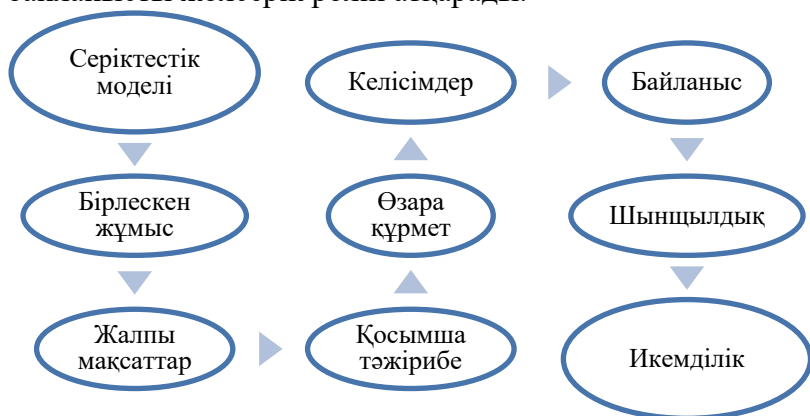 Серіктестік
моделі
Бірлескен
жұмыс
Жалпы
мақсаттар
Қосымша
тәжірибе
Өзара
құрмет
Келісімдер
Байланыс
Шынщылдық
Икемділік